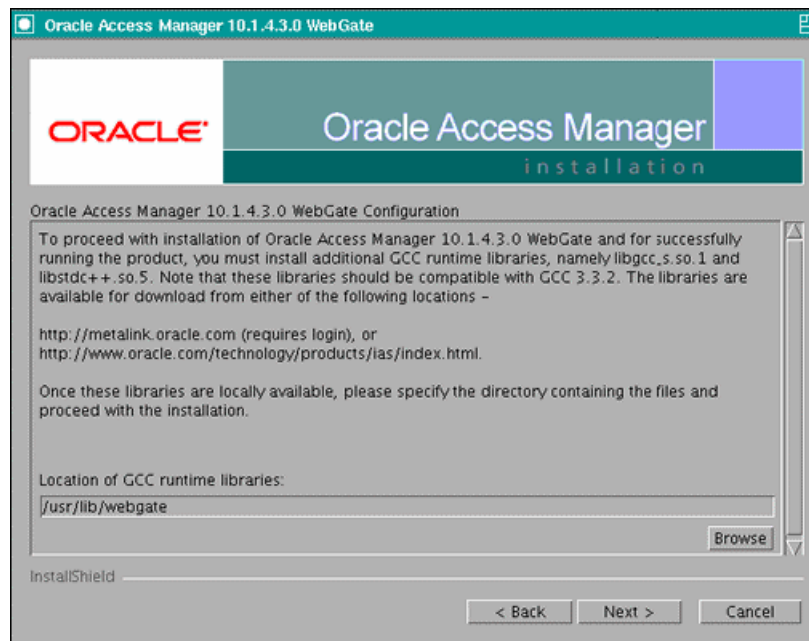 Oracle Access Manager 10.1.4.3.0 WebGate
ORACLE®
Oracle Access Manager
installation
Oracle Access Manager 10.1.4.3.0 WebGate Configuration
To proceed with installation of Oracle Access Manager 10.1.4.3.0 WebGate and for successfully
running the product, you must install additional GCC runtime libraries, namely libgcc_s.so.1 and
libstdc++.so.5. Note that these libraries should be compatible with GCC 3.3.2. The libraries are
available for download from either of the following locations -
http://metalink.oracle.com (requires login), or
http://www.oracle.com/technology/products/ias/index.html.
Once these libraries are locally available, please specify the directory containing the files and
proceed with the installation.
Location of GCC runtime libraries:
/usr/lib/webgate
Browse
InstallShield
< Back Next > Cancel